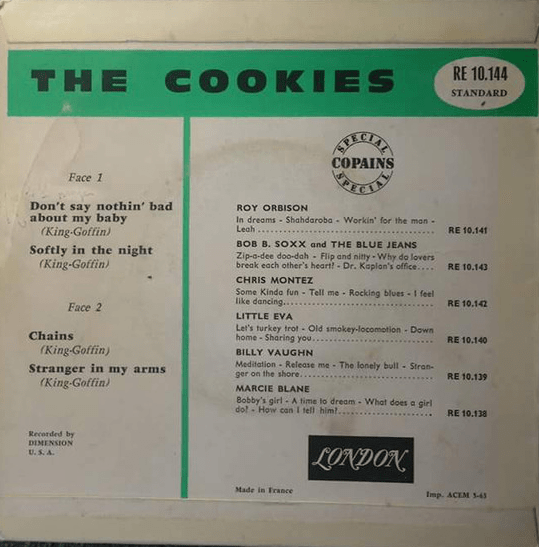 THE COOKIES
RE 10.144
STANDARD
Face 1
Don't say nothin' bad
about my baby
(King-Goffin)
Softly in the night
(King-Goffin)
Face 2
Chains
(King-Goffin)
Stranger in my arms
(King-Goffin)
Recorded by
DIMENSION
U. S. A.
SPECIAL
COPAINS
SPECIAL
ROY ORBISON
In dreams - Shahdaroba - Workin' for the man -
Leah ........................................ RE 10.141
BOB B. SOXX and THE BLUE JEANS
Zip-a-dee doo-dah - Flip and nitty - Why do lovers
break each other's heart? - Dr. Kaplan's office.... RE 10.143
CHRIS MONTEZ
Some Kinda fun - Tell me - Rocking blues - I feel
like dancing................................. RE 10.142
LITTLE EVA
Let's turkey trot - Old smokey-locomotion - Down
home - Sharing you........................... RE 10.140
BILLY VAUGHN
Meditation - Release me - The lonely bull - Stran-
ger on the shore............................. RE 10.139
MARCIE BLANE
Bobby's girl - A time to dream - What does a girl
do? - How can I tell him?.................... RE 10.138
LONDON
Made in France
Imp. ACEM 5-63